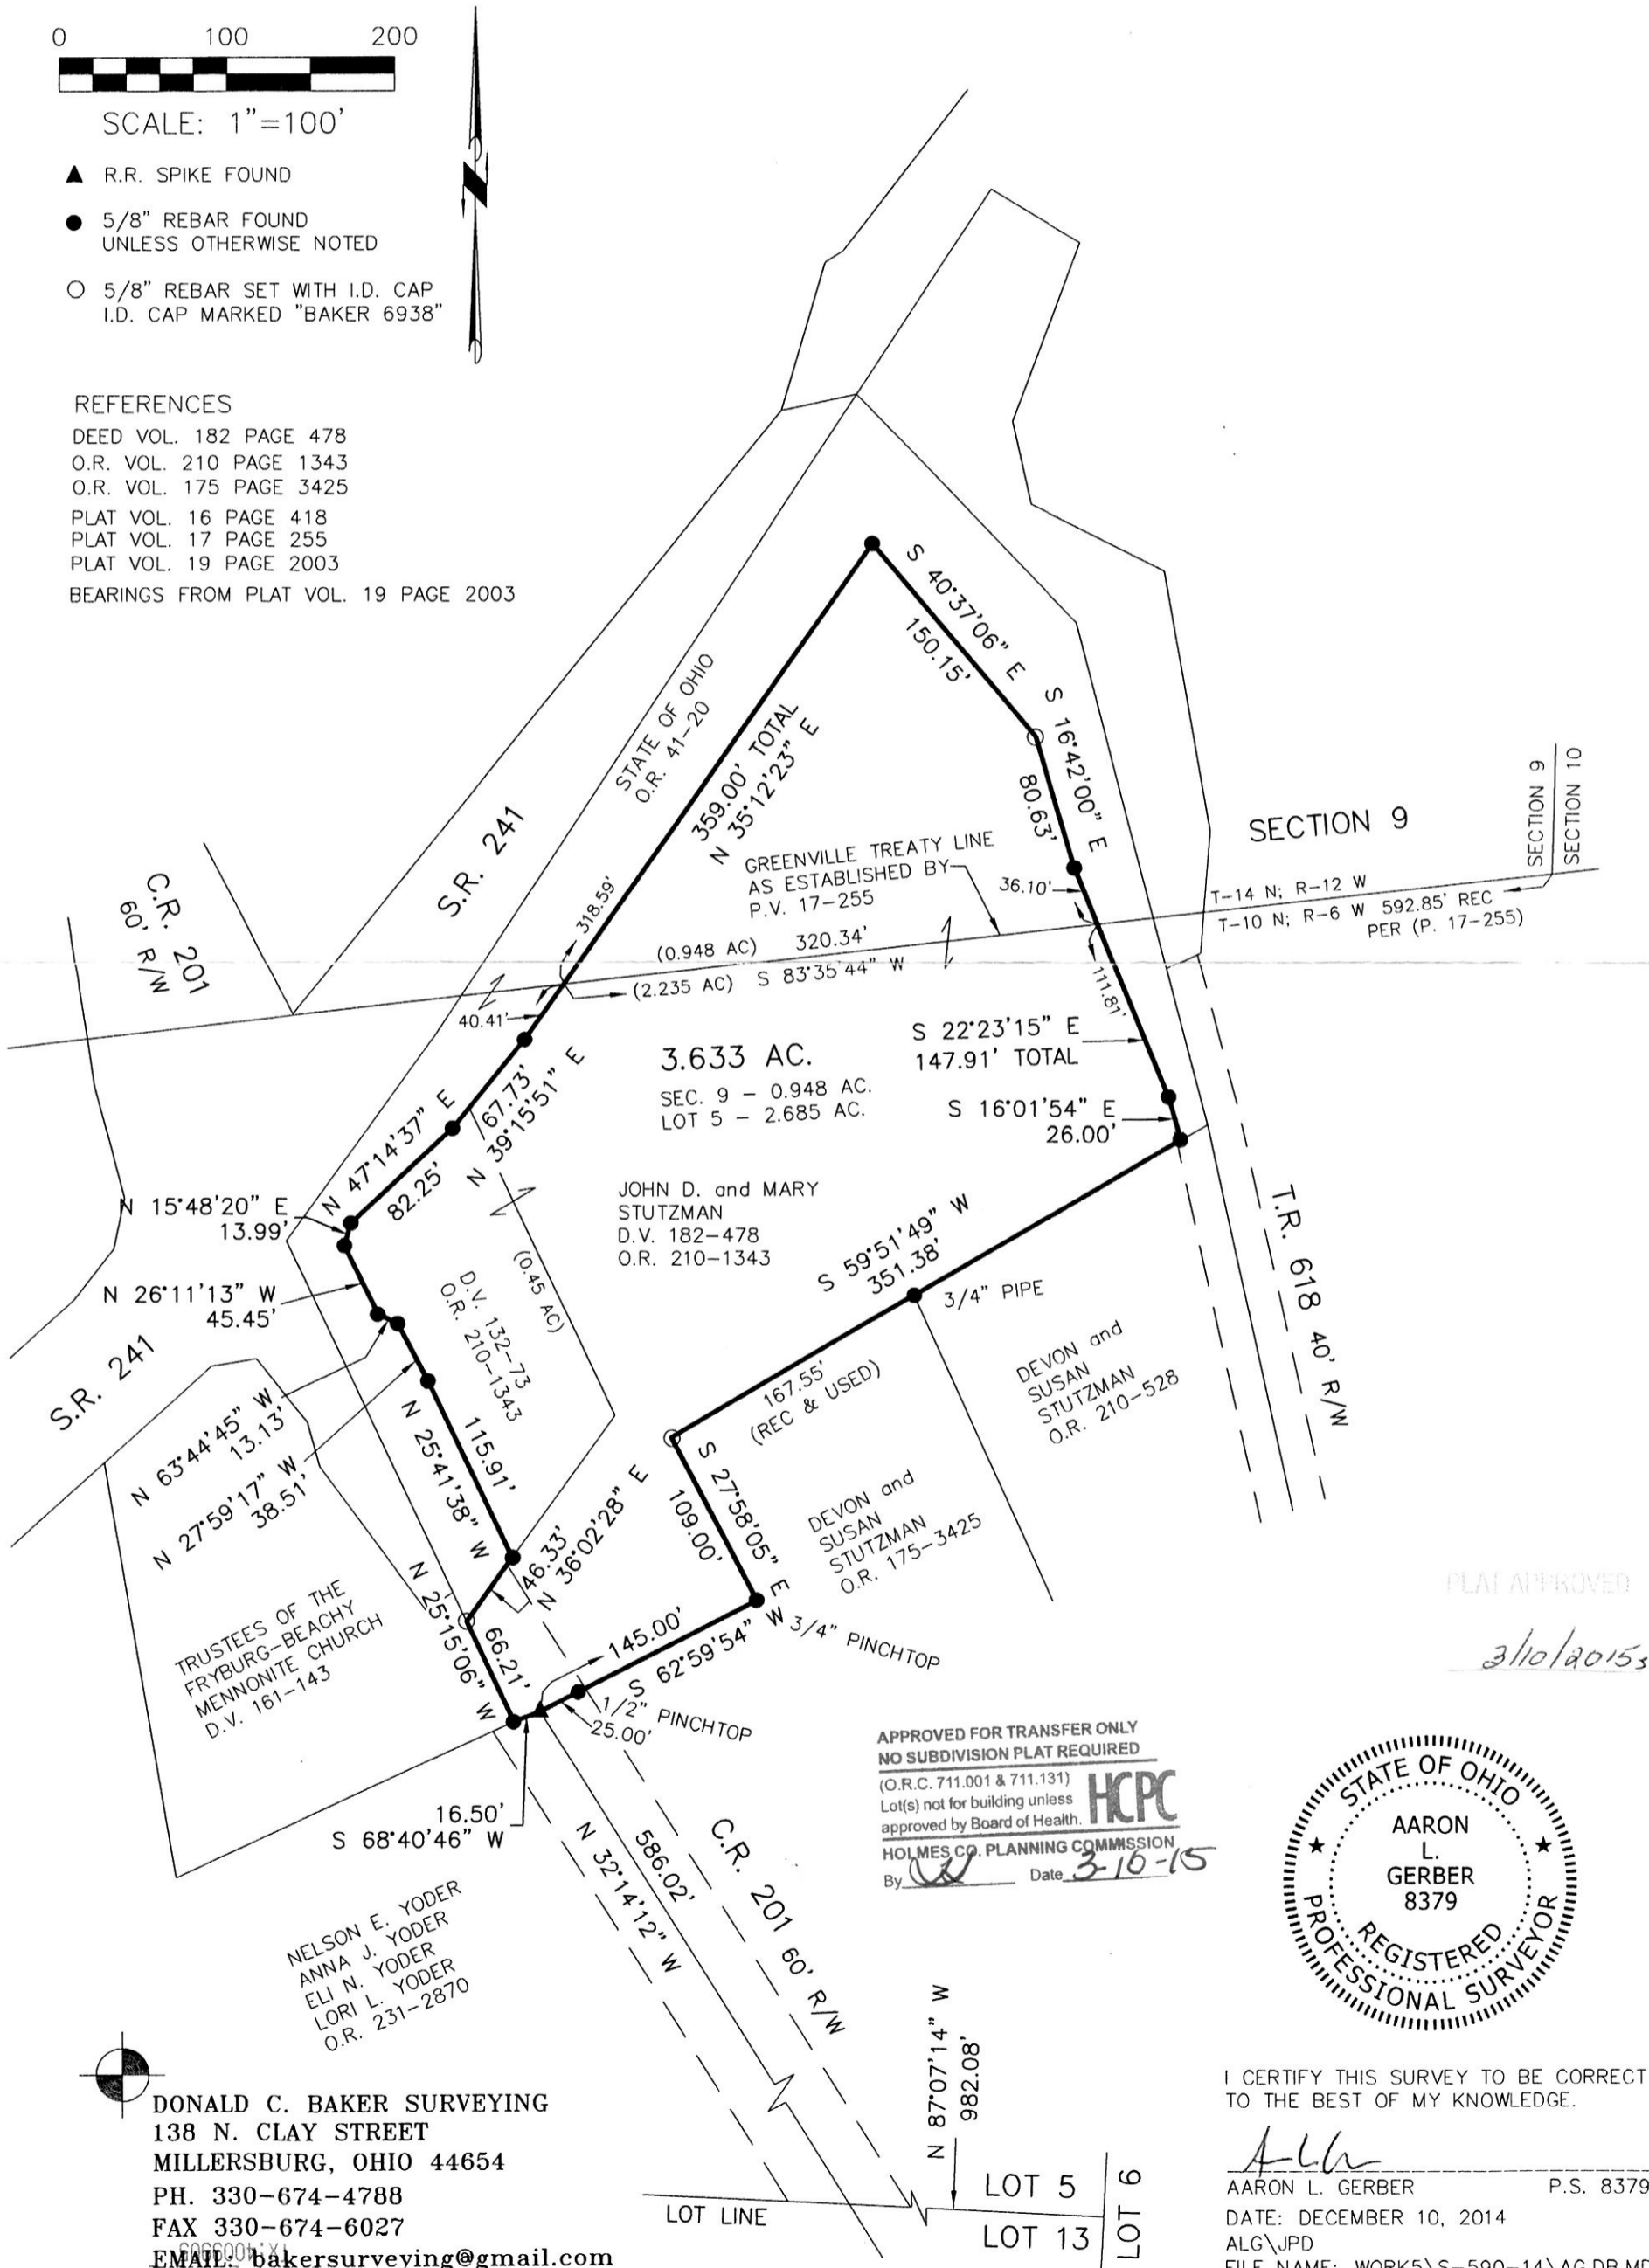 0 100 200
SCALE: 1"=100'
R.R. SPIKE FOUND
5/8" REBAR FOUND
UNLESS OTHERWISE NOTED
5/8" REBAR SET WITH I.D. CAP
I.D. CAP MARKED "BAKER 6938"
REFERENCES
DEED VOL. 182 PAGE 478
O.R. VOL. 210 PAGE 1343
O.R. VOL. 175 PAGE 3425
PLAT VOL. 16 PAGE 418
PLAT VOL. 17 PAGE 255
PLAT VOL. 19 PAGE 2003
BEARINGS FROM PLAT VOL. 19 PAGE 2003
S 40°37'06" E
150.15'
S 16°42'00" E
80.63'
STATE OF OHIO
O.R. 41-20
359.00' TOTAL
N 35°12'23" E
S.R. 241
318.59'
C.R. 201
60' R/W
GREENVILLE TREATY LINE
AS ESTABLISHED BY
P.V. 17-255
36.10'
SECTION 9
SECTION 9
SECTION 10
T-14 N; R-12 W
T-10 N; R-6 W 592.85' REC
PER (P. 17-255)
(0.948 AC) 320.34'
(2.235 AC) S 83°35'44" W
40.41'
111.81'
3.633 AC.
SEC. 9 - 0.948 AC.
LOT 5 - 2.685 AC.
S 22°23'15" E
147.91' TOTAL
S 16°01'54" E
26.00'
67.73'
N 39°15'51" E
N 47°14'37" E
82.25'
N 15°48'20" E
13.99'
JOHN D. and MARY
STUTZMAN
D.V. 182-478
O.R. 210-1343
N 26°11'13" W
45.45'
(0.45 AC)
D.V. 132-73
O.R. 210-1343
S 59°51'49" W
351.38'
3/4" PIPE
T.R. 618 40' R/W
S.R. 241
N 63°44'45" W
13.13'
N 27°59'17" W
38.51'
115.91'
N 25°41'38" W
167.55'
(REC & USED)
DEVON and
SUSAN
STUTZMAN
O.R. 210-528
S 27°58'05" E
109.00'
DEVON and
SUSAN
STUTZMAN
O.R. 175-3425
46.33'
N 36°02'28" E
TRUSTEES OF THE
FRYBURG-BEACHY
MENNONITE CHURCH
D.V. 161-143
N 25°15'06" W
66.21'
145.00'
S 62°59'54" W
3/4" PINCHTOP
1/2" PINCHTOP
25.00'
16.50'
S 68°40'46" W
PLAT APPROVED
3/10/2015
APPROVED FOR TRANSFER ONLY
NO SUBDIVISION PLAT REQUIRED
(O.R.C. 711.001 & 711.131)
Lot(s) not for building unless
approved by Board of Health.
HCPC
HOLMES CO. PLANNING COMMISSION
By Date 3-10-15
586.02'
N 32°14'12" W
C.R. 201 60' R/W
STATE OF OHIO
AARON
L.
GERBER
8379
REGISTERED
PROFESSIONAL SURVEYOR
NELSON E. YODER
ANNA J. YODER
ELI N. YODER
LORI L. YODER
O.R. 231-2870
N 87°07'14" W
982.08'
DONALD C. BAKER SURVEYING
138 N. CLAY STREET
MILLERSBURG, OHIO 44654
PH. 330-674-4788
FAX 330-674-6027
EMAIL: bakersurveying@gmail.com
LOT LINE
LOT 5
LOT 13
LOT 6
I CERTIFY THIS SURVEY TO BE CORRECT
TO THE BEST OF MY KNOWLEDGE.
AARON L. GERBER P.S. 8379
DATE: DECEMBER 10, 2014
ALG\JPD